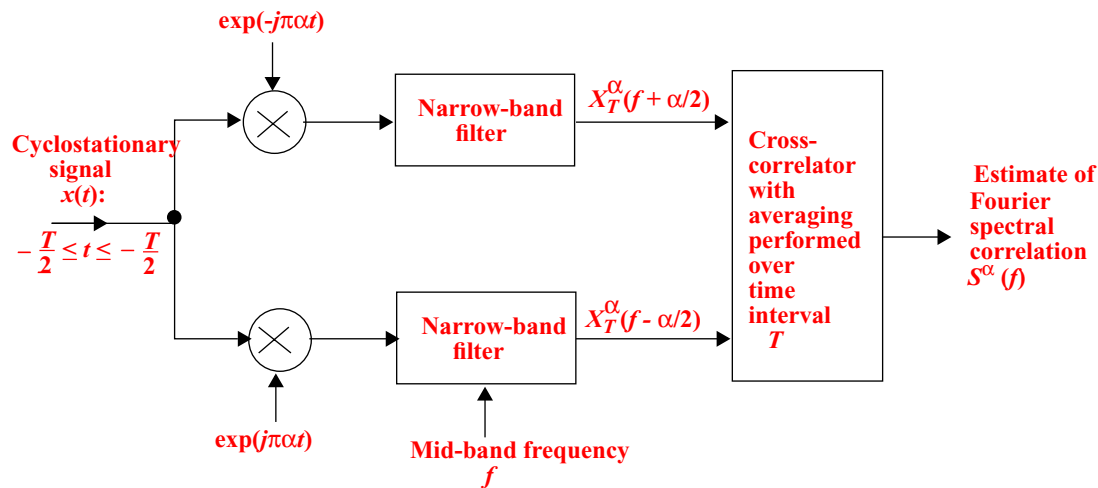 exp(-jπαt)
Narrow-band
filter
X_T^α(f + α/2)
Cyclostationary
signal
x(t):
− T/2 ≤ t ≤ − T/2
Cross-
correlator
with
averaging
performed
over
time
interval
T
Estimate of
Fourier
spectral
correlation
S^α (f)
Narrow-band
filter
X_T^α(f - α/2)
exp(jπαt)
Mid-band frequency
f